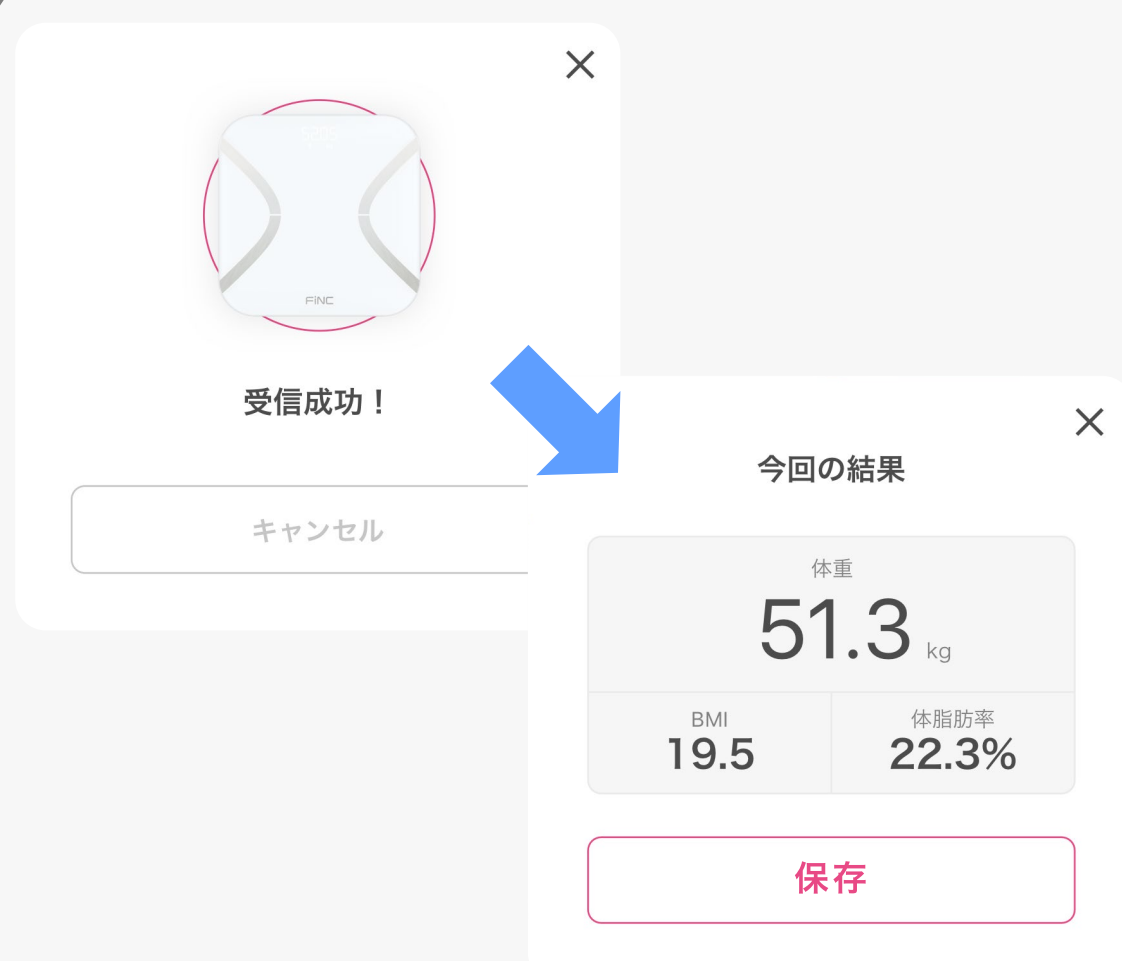 FiNC
受信成功！
キャンセル
今回の結果
体重
51.3 kg
BMI
19.5
体脂肪率
22.3%
保存